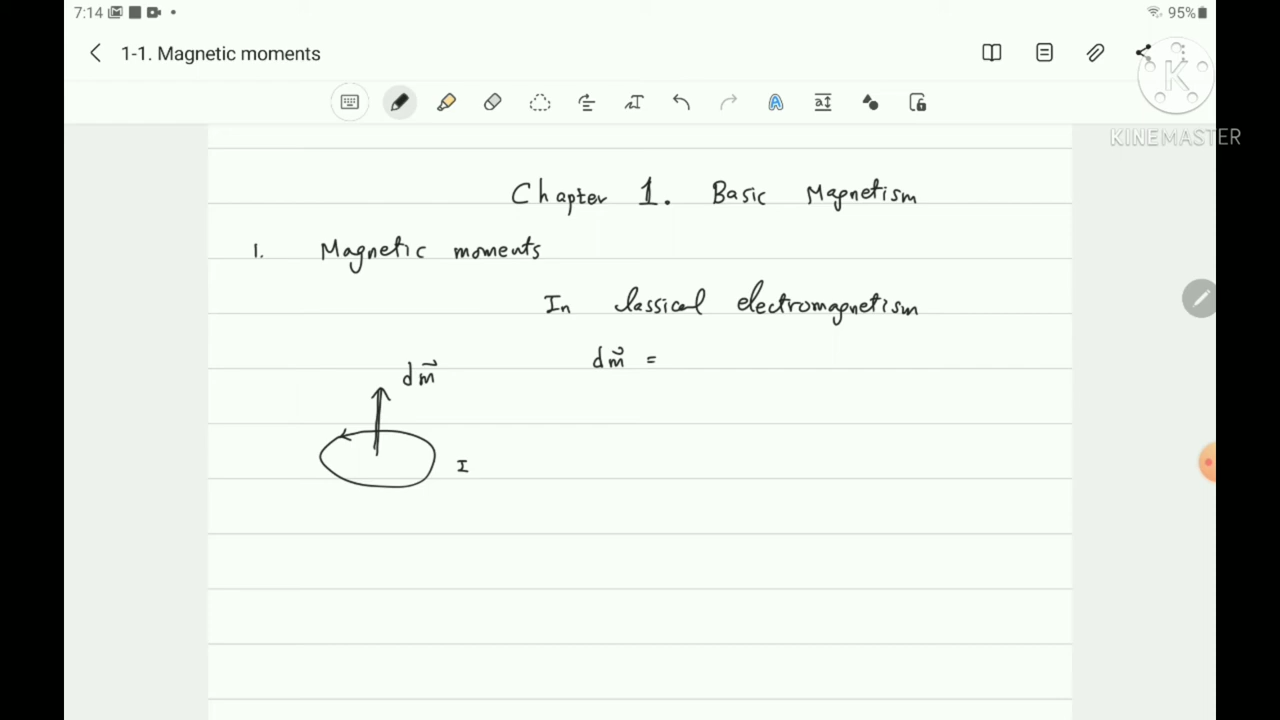 7:14
95%
1-1. Magnetic moments
KINEMASTER
Chapter 1. Basic Magnetism
1. Magnetic moments
In classical electromagnetism
dm⃗ =
dm⃗
I